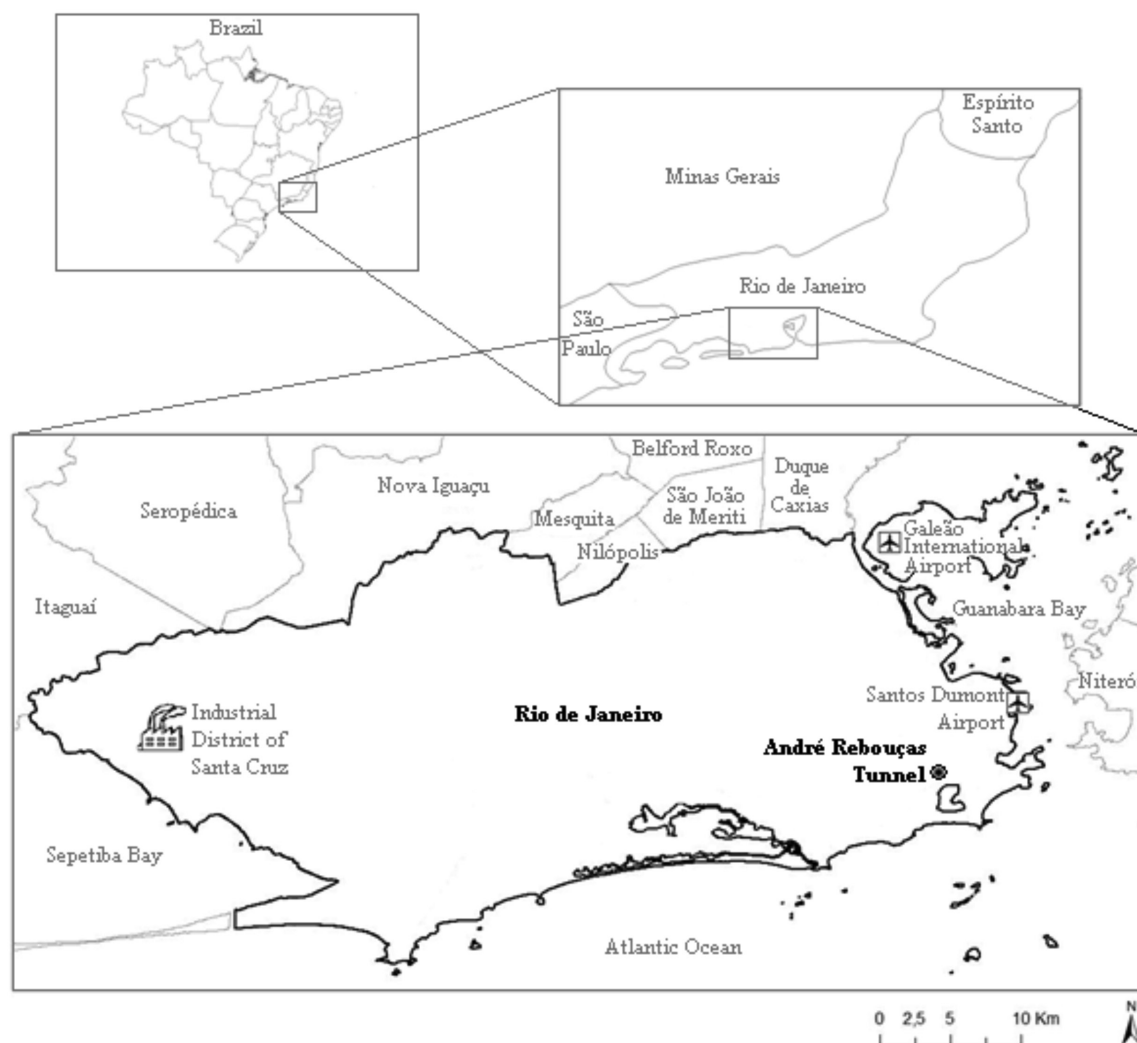 Brazil
Espírito
Santo
Minas Gerais
Rio de Janeiro
São
Paulo
Belford Roxo
Duque
de
Caxias
Nova Iguaçu
São João
de Meriti
Seropédica
Mesquita
Nilópolis
Galeão
International
Airport
Itaguaí
Guanabara Bay
Niteró
Santos Dumont
Airport
Industrial
District of
Santa Cruz
Rio de Janeiro
André Rebouças
Tunnel
Sepetiba Bay
Atlantic Ocean
0 2,5 5 10 Km
N